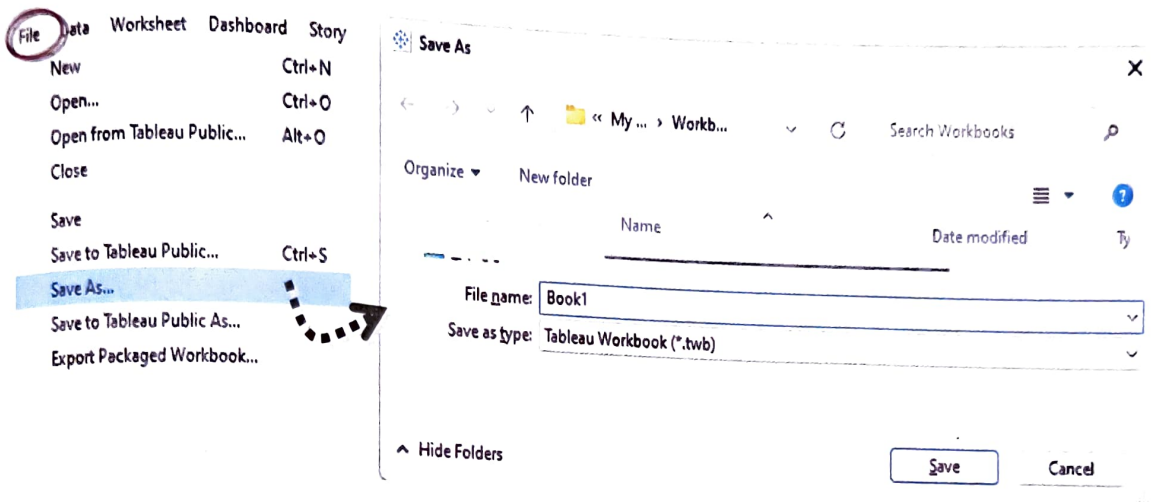 File Data Worksheet Dashboard Story
New Ctrl+N
Open... Ctrl+O
Open from Tableau Public... Alt+O
Close
Save
Save to Tableau Public... Ctrl+S
Save As...
Save to Tableau Public As...
Export Packaged Workbook...
Save As
« My ... › Workb...
Search Workbooks
Organize
New folder
?
Name
Date modified
Ty
File name: Book1
Save as type: Tableau Workbook (*.twb)
Hide Folders
Save
Cancel